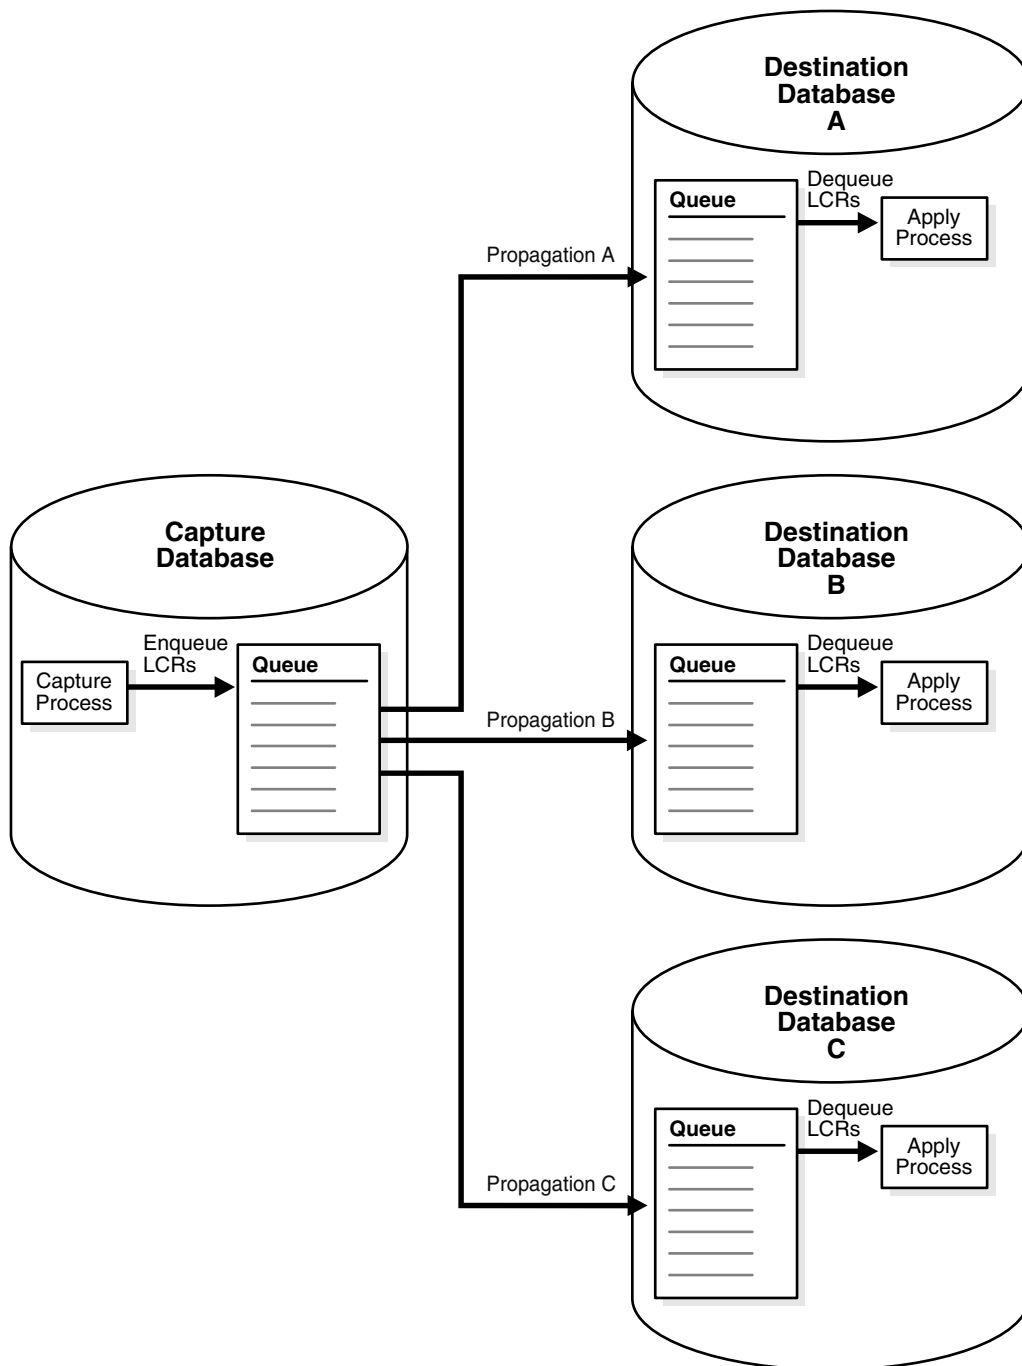 Destination
Database
A
Queue
Dequeue
LCRs
Apply
Process
Propagation A
Capture
Database
Enqueue
LCRs
Capture
Process
Queue
Propagation B
Destination
Database
B
Queue
Dequeue
LCRs
Apply
Process
Destination
Database
C
Queue
Dequeue
LCRs
Apply
Process
Propagation C